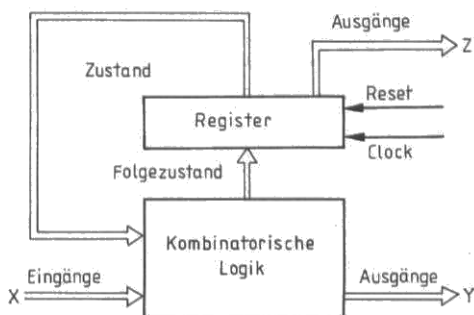 Ausgänge
Z
Zustand
Reset
Register
Clock
Folgezustand
Kombinatorische
Logik
Eingänge
X
Ausgänge
Y